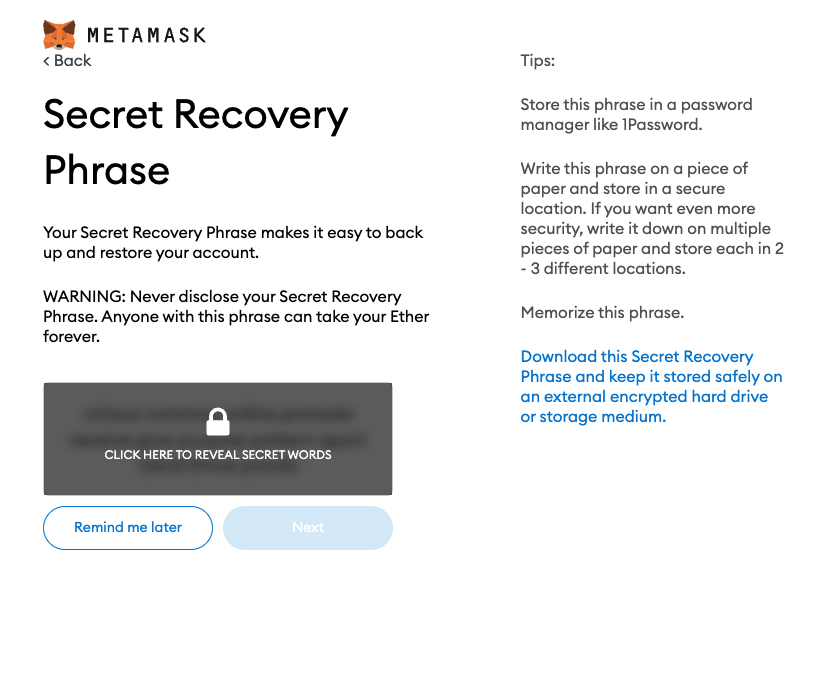 METAMASK
< Back
Secret Recovery
Phrase
Your Secret Recovery Phrase makes it easy to back
up and restore your account.
WARNING: Never disclose your Secret Recovery
Phrase. Anyone with this phrase can take your Ether
forever.
CLICK HERE TO REVEAL SECRET WORDS
Remind me later
Next
Tips:
Store this phrase in a password
manager like 1Password.
Write this phrase on a piece of
paper and store in a secure
location. If you want even more
security, write it down on multiple
pieces of paper and store each in 2
- 3 different locations.
Memorize this phrase.
Download this Secret Recovery
Phrase and keep it stored safely on
an external encrypted hard drive
or storage medium.